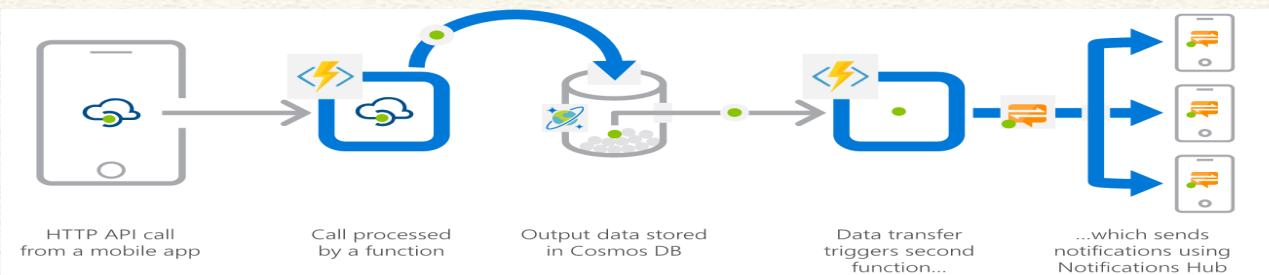 HTTP API call
from a mobile app
Call processed
by a function
Output data stored
in Cosmos DB
Data transfer
triggers second
function...
...which sends
notifications using
Notifications Hub